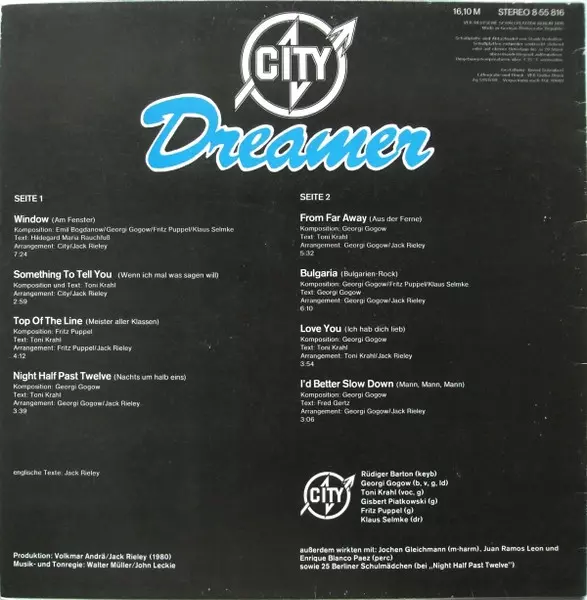 16,10 M STEREO 8 55 816
CITY
Dreamer
SEITE 1
Window (Am Fenster)
Komposition: Emil Bogdanow/Georgi Gogow/Fritz Puppel/Klaus Selmke
Text: Hildegard Maria Rauchfuß
Arrangement: City/Jack Rieley
7:24
Something To Tell You (Wenn ich mal was sagen will)
Komposition und Text: Toni Krahl
Arrangement: City/Jack Rieley
2:59
Top Of The Line (Meister aller Klassen)
Komposition: Fritz Puppel
Text: Toni Krahl
Arrangement: Fritz Puppel/Jack Rieley
4:12
Night Half Past Twelve (Nachts um halb eins)
Komposition: Georgi Gogow
Text: Toni Krahl
Arrangement: Georgi Gogow/Jack Rieley
3:39
englische Texte: Jack Rieley
Produktion: Volkmar Andrä/Jack Rieley (1980)
Musik- und Tonregie: Walter Müller/John Leckie
SEITE 2
From Far Away (Aus der Ferne)
Komposition: Georgi Gogow
Text: Toni Krahl
Arrangement: Georgi Gogow/Jack Rieley
5:32
Bulgaria (Bulgarien-Rock)
Komposition: Georgi Gogow/Fritz Puppel/Klaus Selmke
Text: Georgi Gogow
Arrangement: Georgi Gogow/Jack Rieley
6:10
Love You (Ich hab dich lieb)
Komposition: Georgi Gogow
Text: Toni Krahl
Arrangement: Toni Krahl/Jack Rieley
3:54
I'd Better Slow Down (Mann, Mann, Mann)
Komposition: Georgi Gogow
Text: Fred Gertz
Arrangement: Georgi Gogow/Jack Rieley
3:06
CITY
Rüdiger Barton (keyb)
Georgi Gogow (b, v, g, ld)
Toni Krahl (voc, g)
Gisbert Piatkowski (g)
Fritz Puppel (g)
Klaus Selmke (dr)
außerdem wirkten mit: Jochen Gleichmann (m-harm), Juan Ramos Leon und
Enrique Blanco Paez (perc)
sowie 25 Berliner Schulmädchen (bei „Night Half Past Twelve")